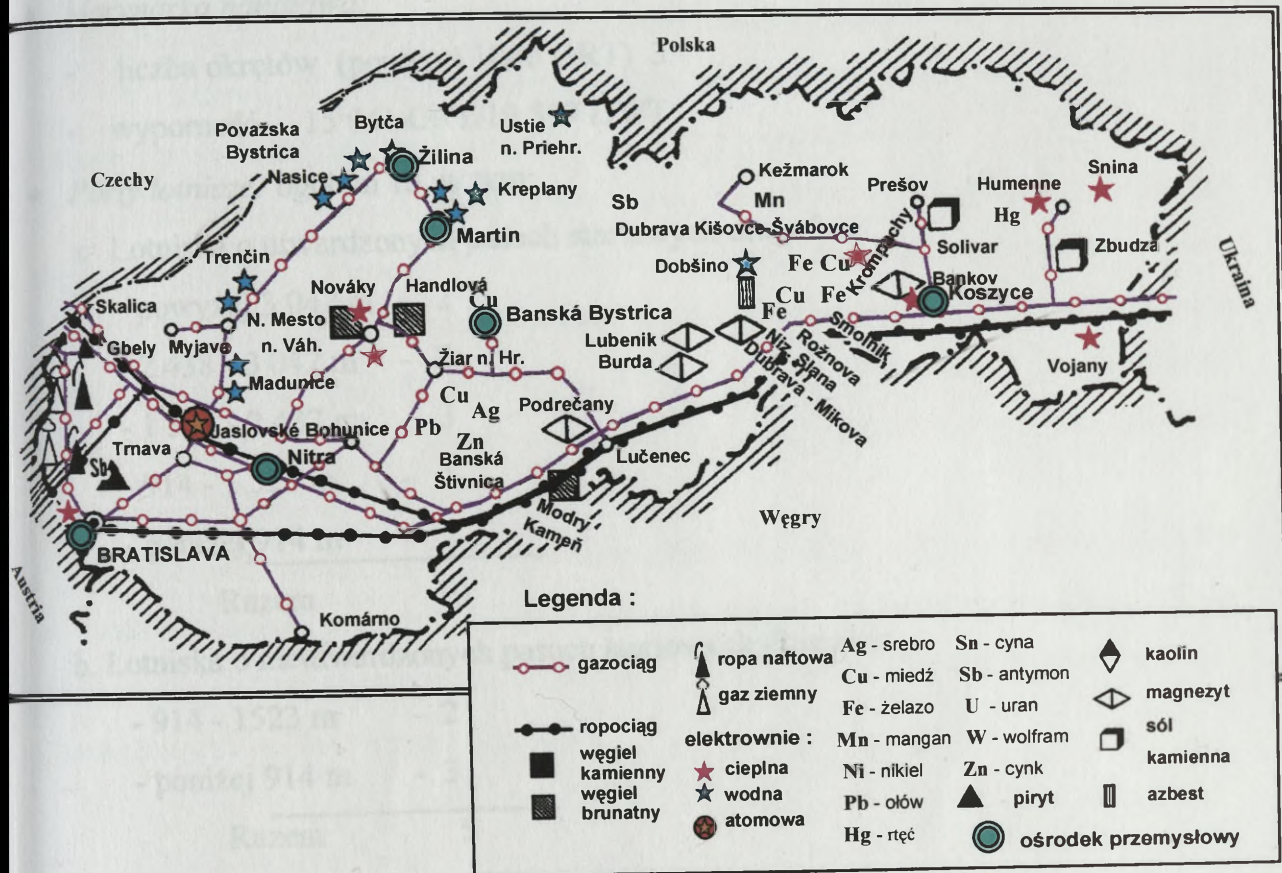 Polska
Czechy
Ukraina
Węgry
Austria
Považska
Bystrica
Bytča
Ustie
n. Priehr.
Žilina
Nasice
Kreplany
Martin
Trenčin
Skalica
Gbely
Myjave
N. Mesto
n. Váh.
Nováky
Handlová
Cu
Banská Bystrica
Madunice
Žiar n. Hr.
Cu
Ag
Pb
Zn
Banská
Štivnica
Podrečany
Lučenec
Trnava
Jaslovské Bohunice
Nitra
Sb
BRATISLAVA
Komárno
Modry
Kameń
Kežmarok
Sb
Mn
Dubrava Kišovce-Švábovce
Dobšino
Fe Cu
Cu Fe
Fe
Krompachy
Prešov
Solivar
Bankov
Koszyce
Humenne
Hg
Snina
Zbudza
Vojany
Lubenik
Burda
Smolnik
Rožnova
Niz. Slana
Dubrava - Mikova
Legenda :
gazociąg
ropociąg
węgiel
kamienny
węgiel
brunatny
ropa naftowa
gaz ziemny
elektrownie :
cieplna
wodna
atomowa
Ag - srebro
Cu - miedź
Fe - żelazo
Mn - mangan
Ni - nikiel
Pb - ołów
Hg - rtęć
Sn - cyna
Sb - antymon
U - uran
W - wolfram
Zn - cynk
piryt
kaolin
magnezyt
sól
kamienna
azbest
ośrodek przemysłowy